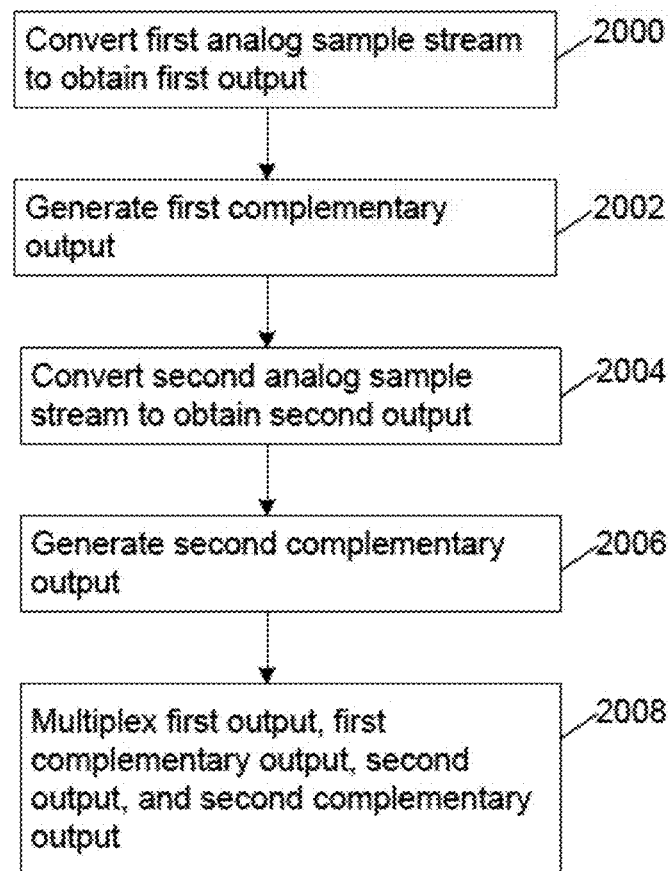 Convert first analog sample stream
to obtain first output
2000
Generate first complementary
output
2002
Convert second analog sample
stream to obtain second output
2004
Generate second complementary
output
2006
Multiplex first output, first
complementary output, second
output, and second complementary
output
2008